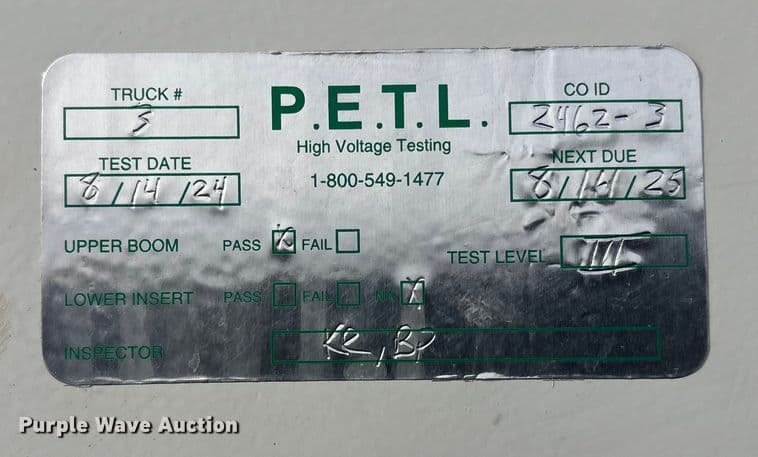 TRUCK #
3
P.E.T.L.
CO ID
2462-3
High Voltage Testing
TEST DATE
8/14/24
1-800-549-1477
NEXT DUE
8/14/25
UPPER BOOM PASS X FAIL
TEST LEVEL
LOWER INSERT PASS FAIL NA X
INSPECTOR KR, BP
Purple Wave Auction